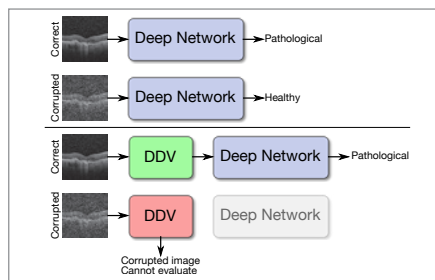 Correct
Deep Network
Pathological
Corrupted
Deep Network
Healthy
Correct
DDV
Deep Network
Pathological
Corrupted
DDV
Deep Network
Corrupted image
Cannot evaluate